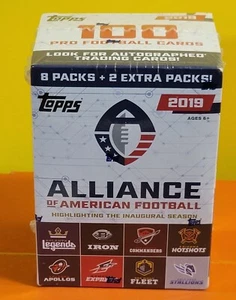 2019
100
PRO FOOTBALL CARDS
LOOK FOR AUTOGRAPHED
TRADING CARDS!
8 PACKS + 2 EXTRA PACKS!
Topps
2019
AGES 6+
ALLIANCE
OF AMERICAN FOOTBALL
HIGHLIGHTING THE INAUGURAL SEASON
Legends IRON COMMANDERS HOTSHOTS
APOLLOS EXPRESS FLEET STALLIONS